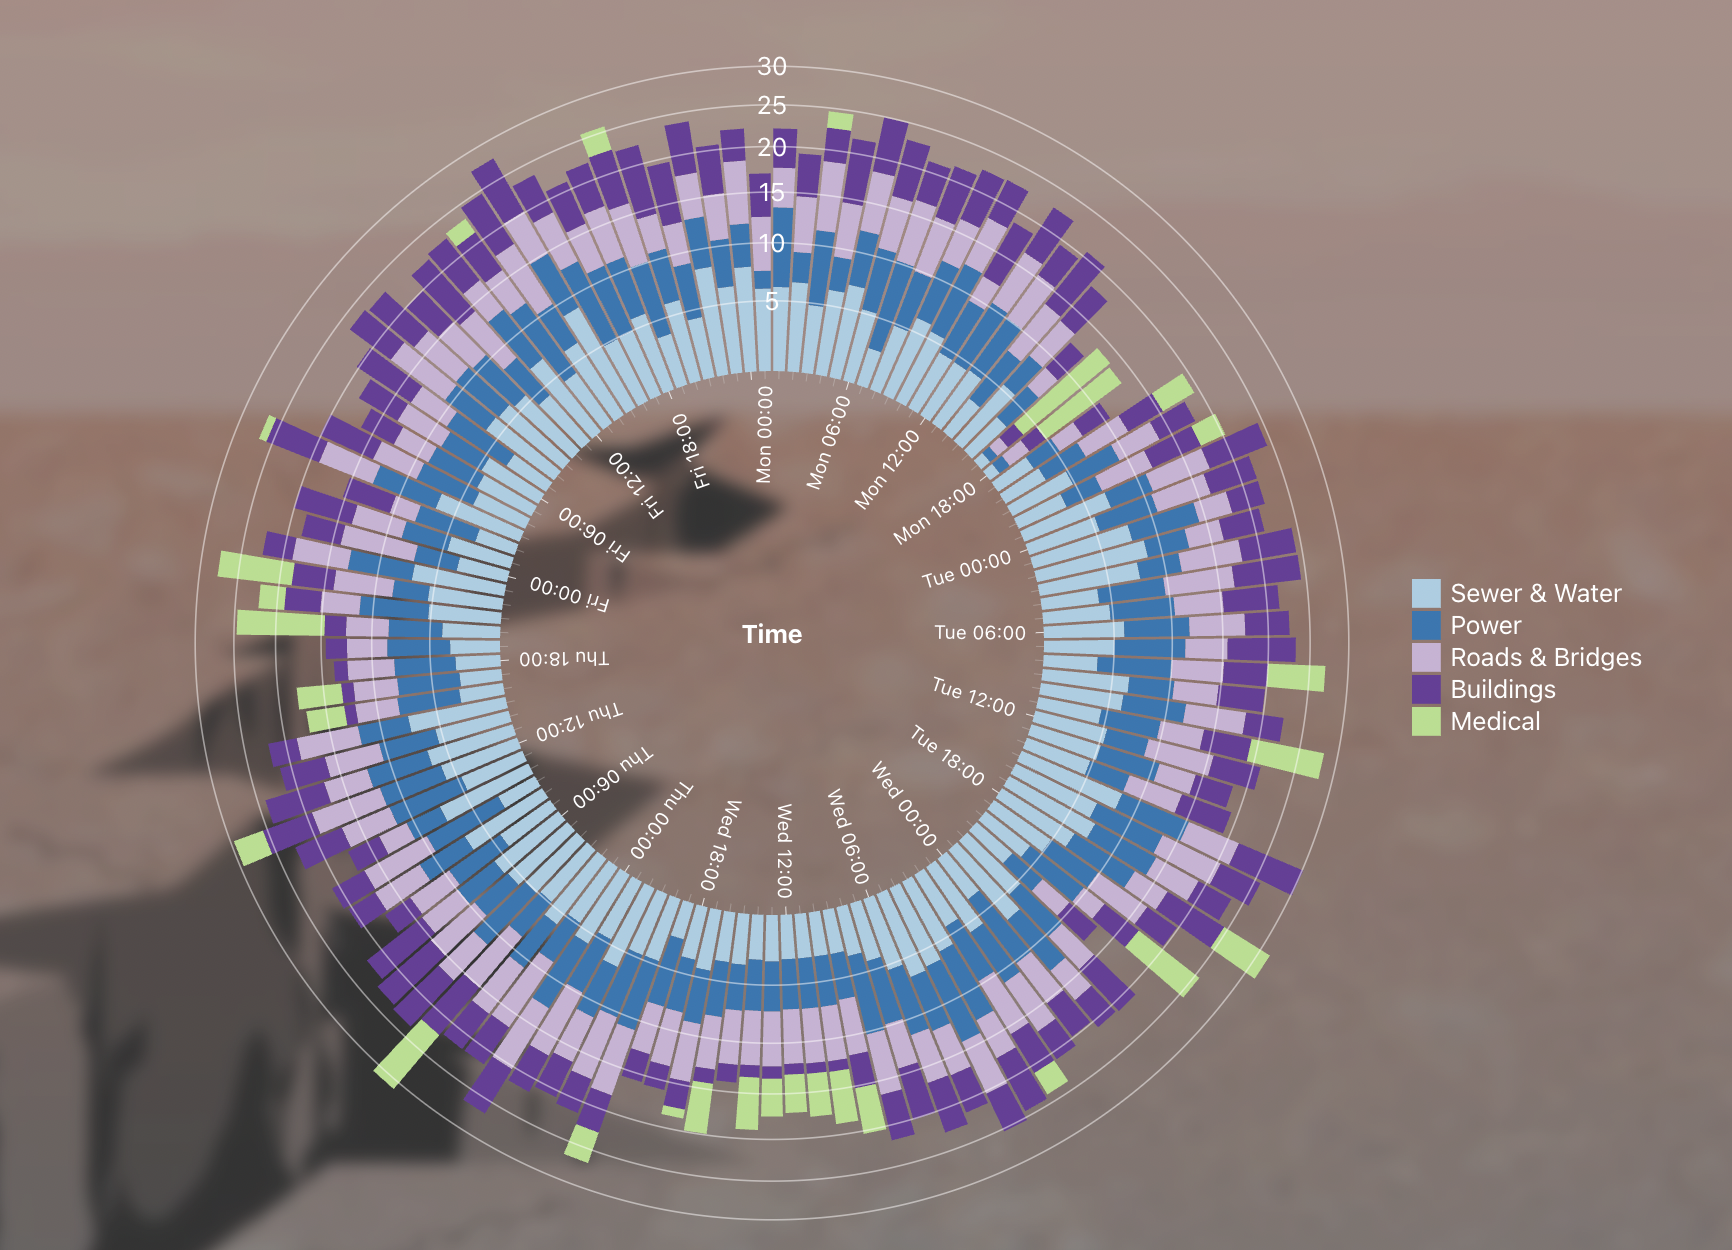 30
25
20
15
10
5
Mon 00:00
Mon 06:00
Mon 12:00
Mon 18:00
Tue 00:00
Tue 06:00
Tue 12:00
Tue 18:00
Wed 00:00
Wed 06:00
Wed 12:00
Wed 18:00
Thu 00:00
Thu 06:00
Thu 12:00
Thu 18:00
Fri 00:00
Fri 06:00
Fri 12:00
Fri 18:00
Time
Sewer & Water
Power
Roads & Bridges
Buildings
Medical